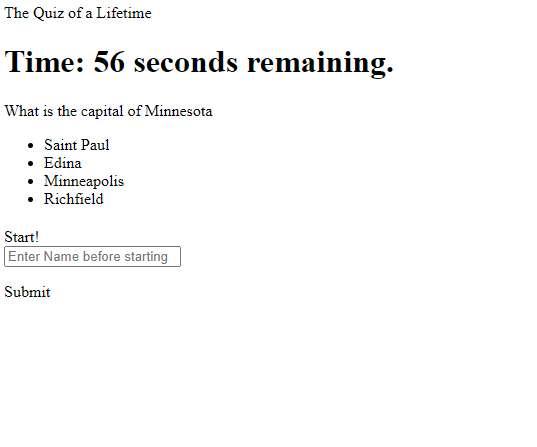 The Quiz of a Lifetime
Time: 56 seconds remaining.
What is the capital of Minnesota
Saint Paul
Edina
Minneapolis
Richfield
Start!
Enter Name before starting
Submit